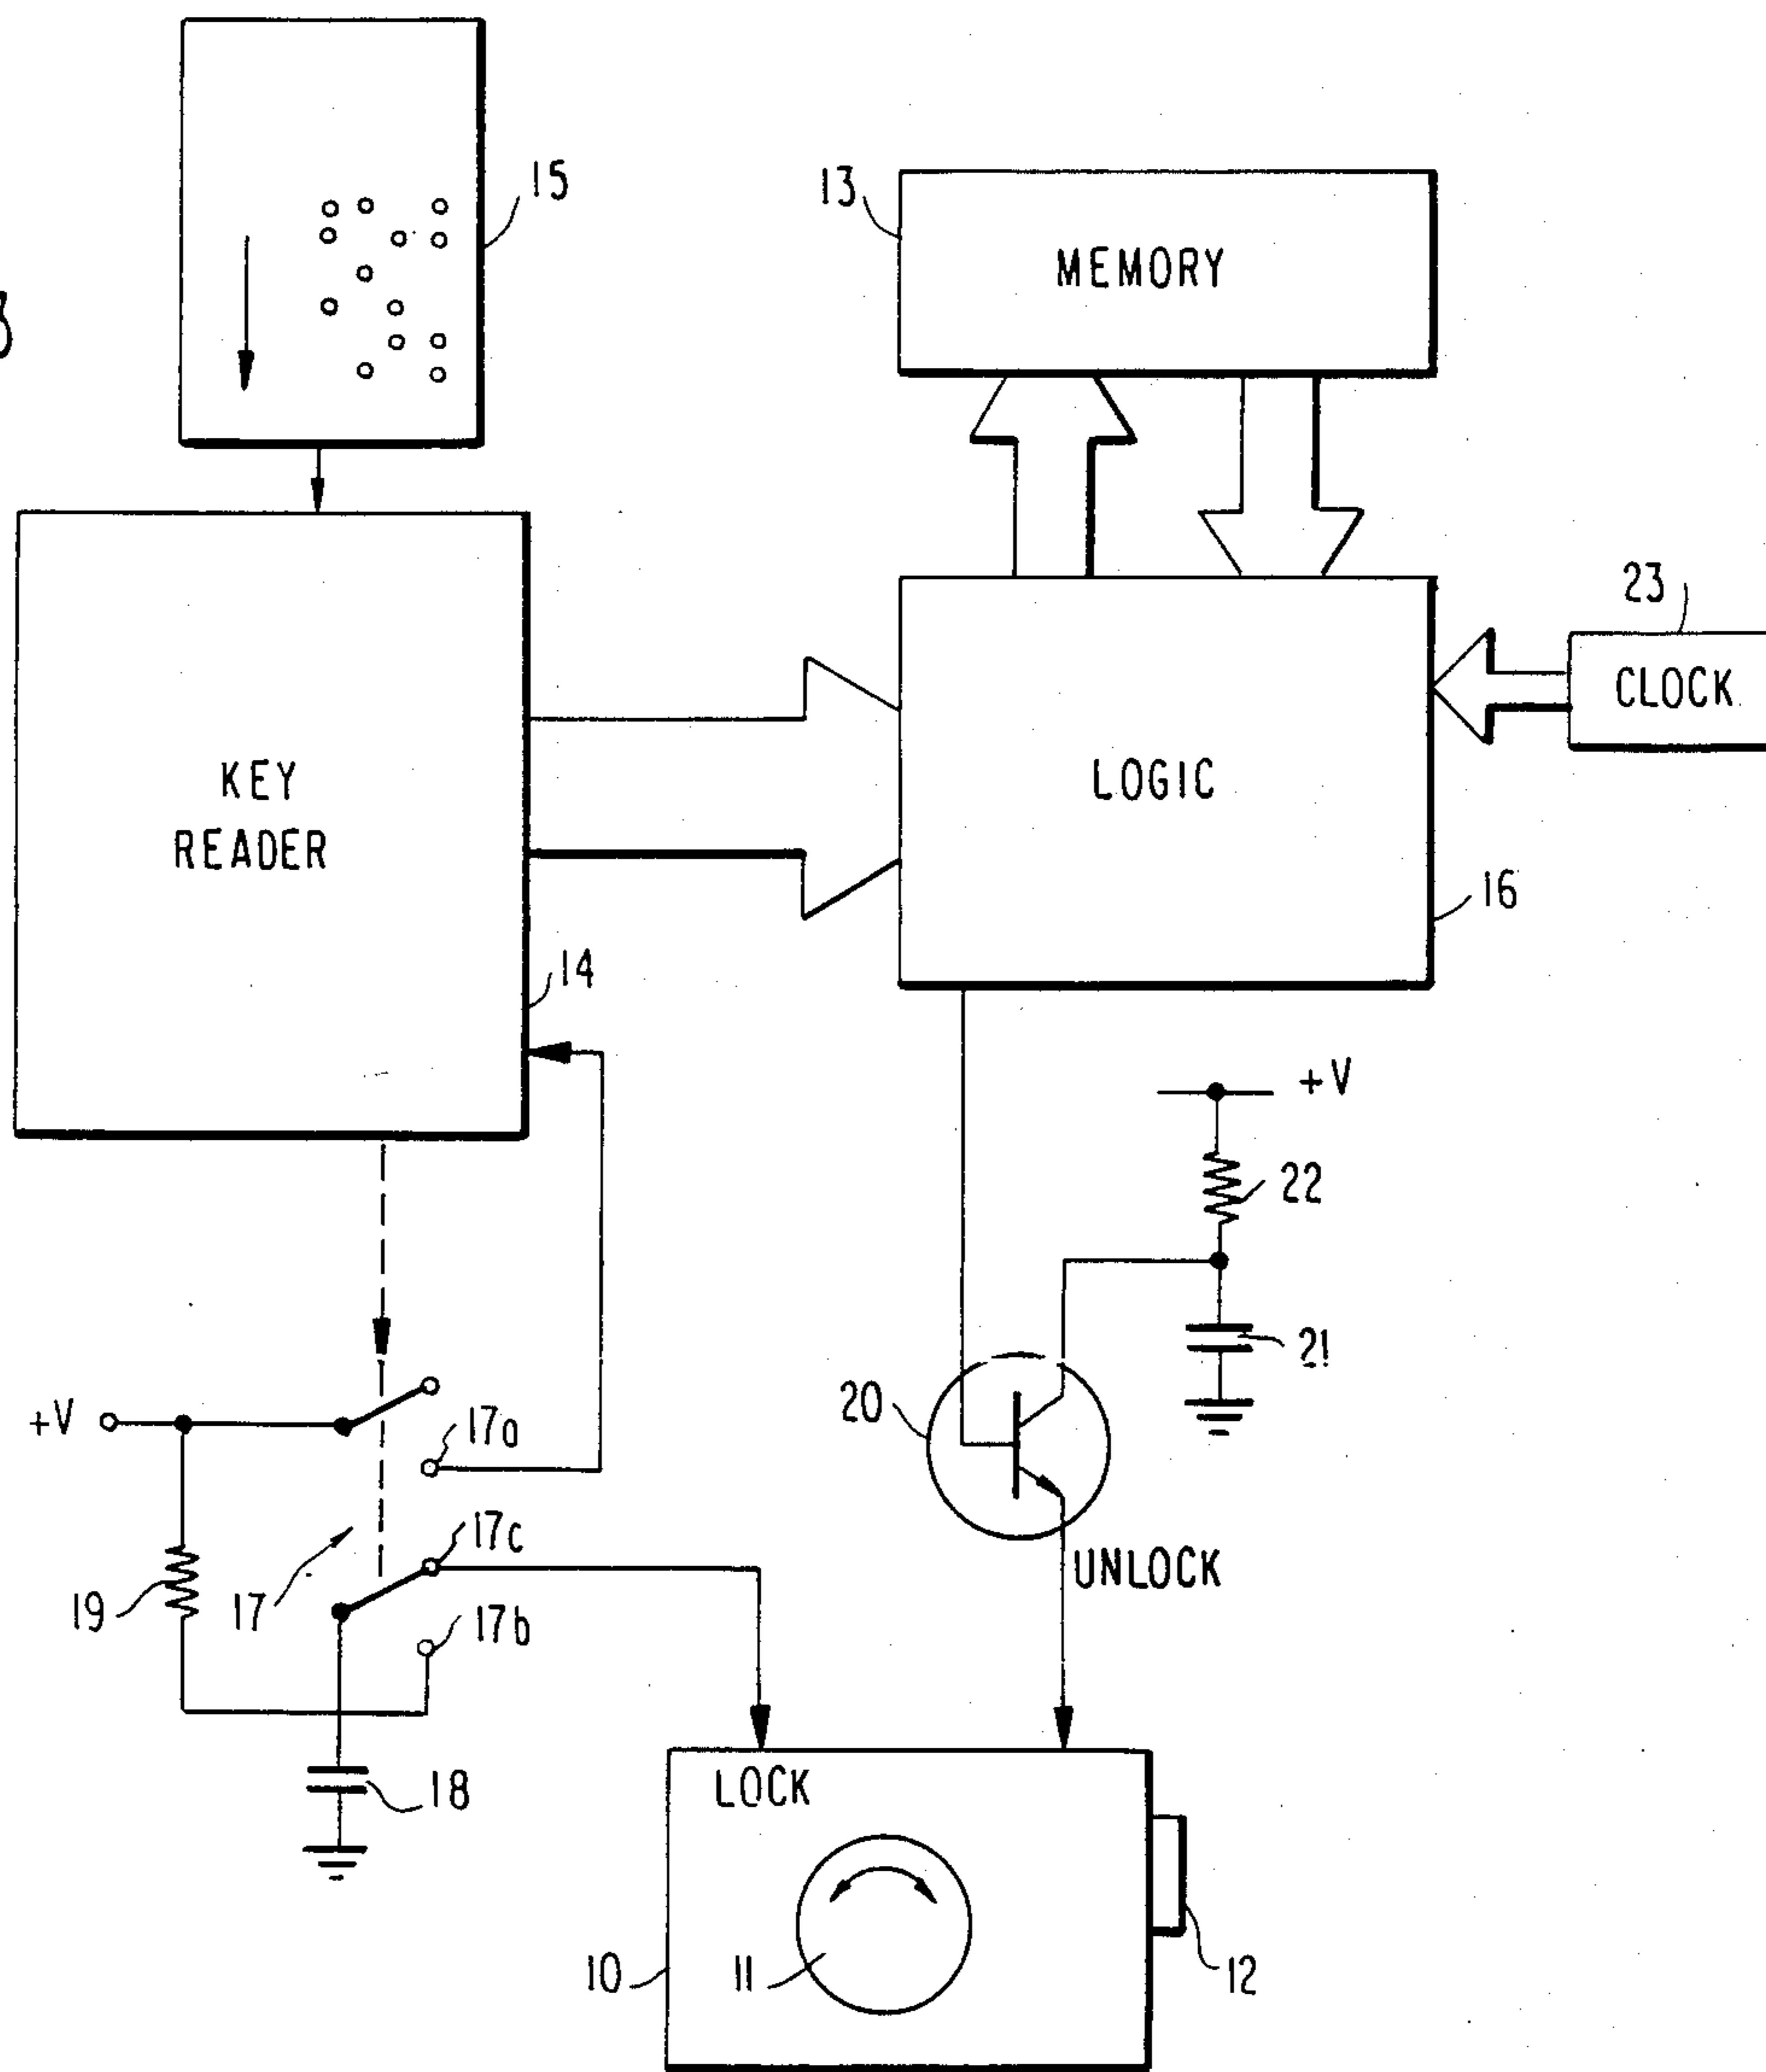 15
13
MEMORY
3
23
CLOCK
KEY
READER
LOGIC
16
14
+V
22
21
20
+V
17a
17c
UNLOCK
19
17
17b
18
LOCK
10
11
12